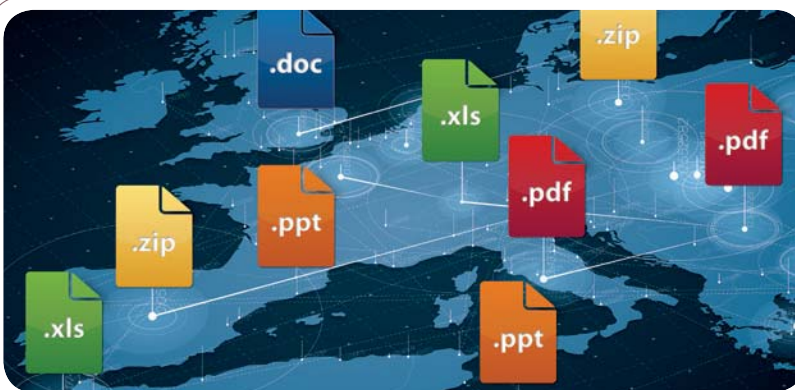 .zip
.doc
.xls
.pdf
.pdf
.ppt
.zip
.xls
.ppt